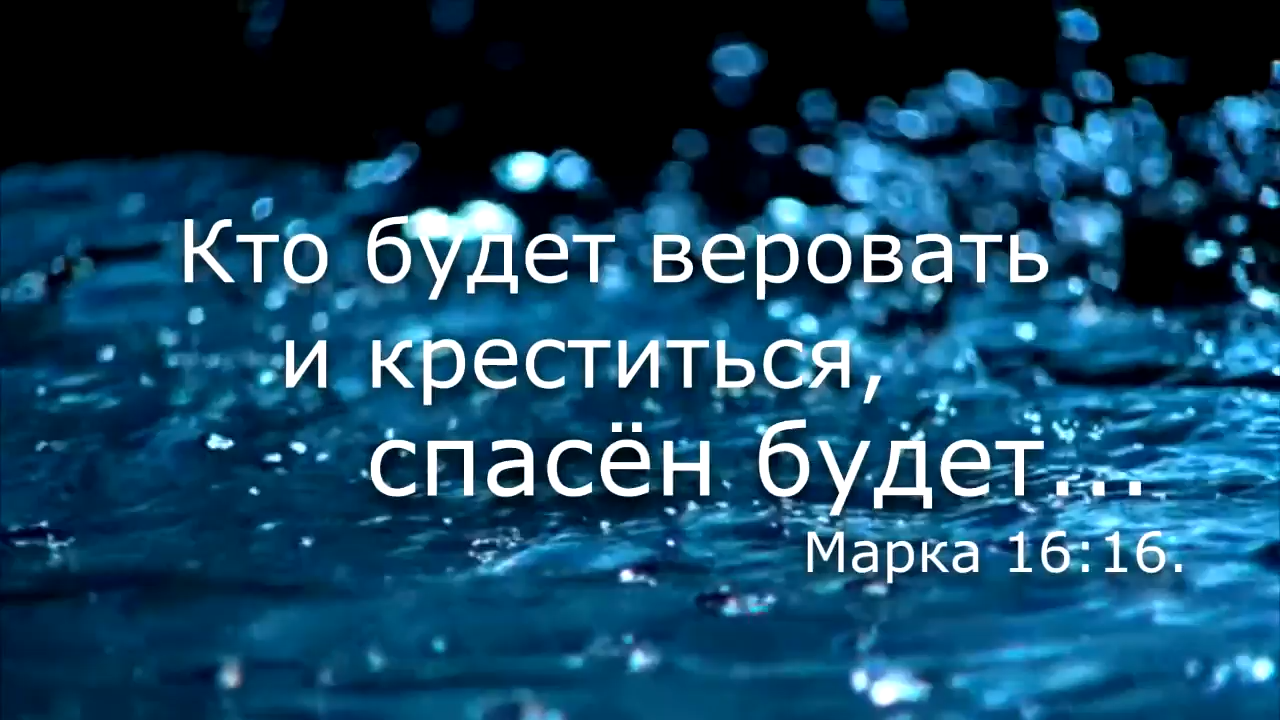 Кто будет веровать
и креститься,
спасён будет...
Марка 16:16.